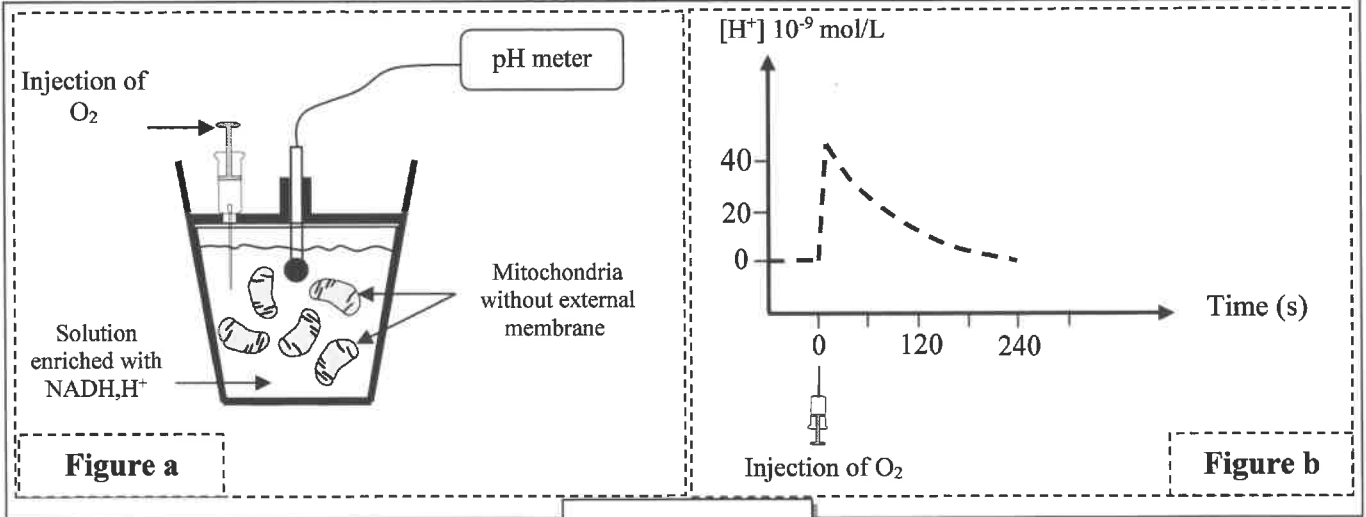 Injection of
O₂
pH meter
Mitochondria
without external
membrane
Solution
enriched with
NADH,H⁺
Figure a
[H⁺] 10⁻⁹ mol/L
40
20
0
Time (s)
0 120 240
Injection of O₂
Figure b